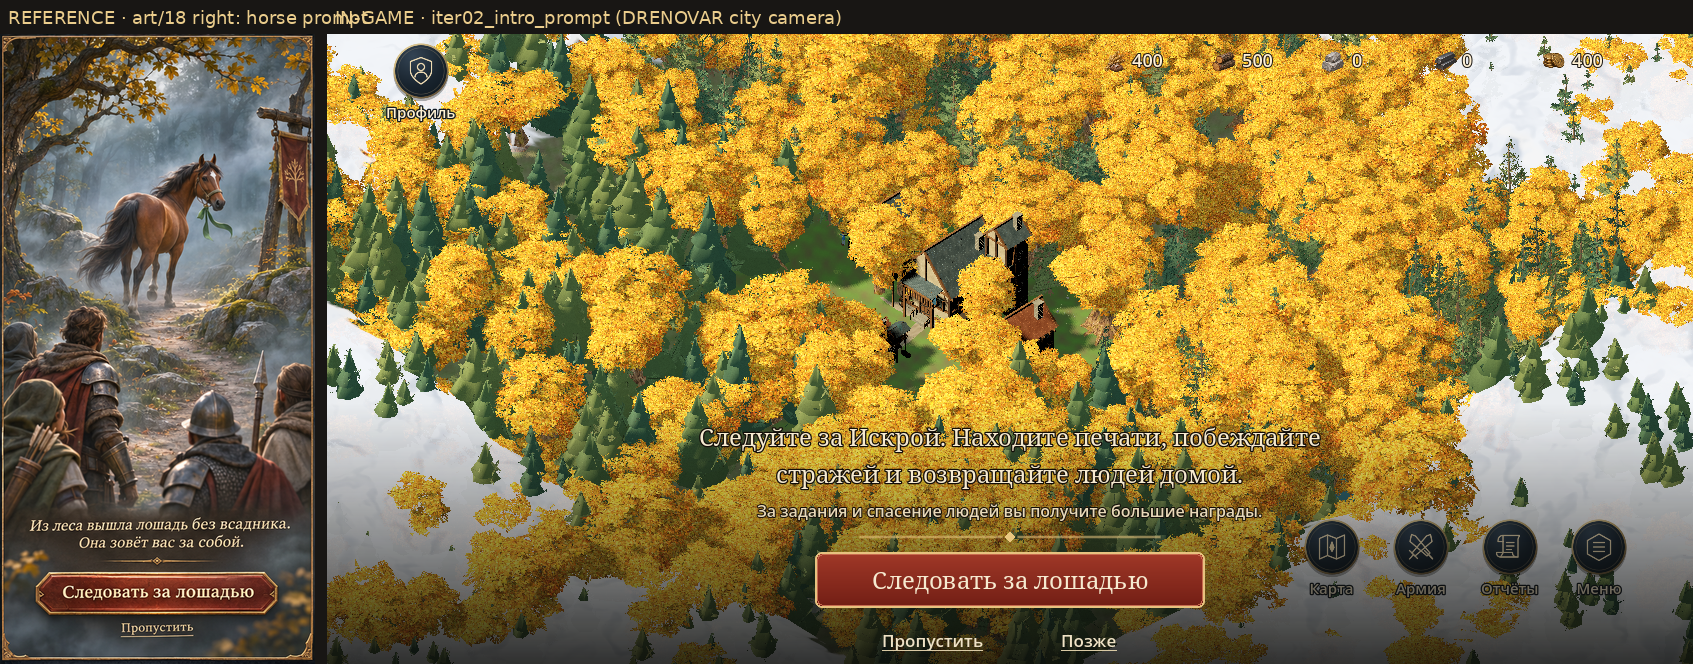 REFERENCE · art/18 right: horse prompt
IN-GAME · iter02_intro_prompt (DRENOVAR city camera)
Профиль
400
500
0
0
400
Из леса вышла лошадь без всадника.
Она зовёт вас за собой.
Следовать за лошадью
Пропустить
Следуйте за Искрой. Находите печати, побеждайте
стражей и возвращайте людей домой.
За задания и спасение людей вы получите большие награды.
Следовать за лошадью
Пропустить
Позже
Карта
Армия
Отчёты
Меню